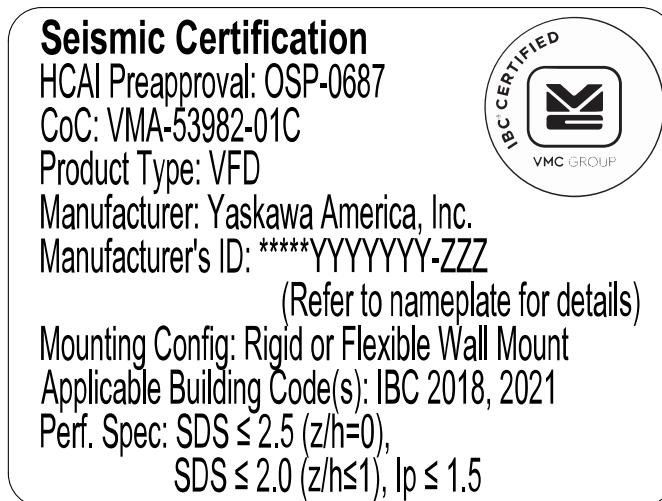 Seismic Certification
HCAI Preapproval: OSP-0687
CoC: VMA-53982-01C
Product Type: VFD
Manufacturer: Yaskawa America, Inc.
Manufacturer's ID: *****YYYYYYY-ZZZ
(Refer to nameplate for details)
Mounting Config: Rigid or Flexible Wall Mount
Applicable Building Code(s): IBC 2018, 2021
Perf. Spec: SDS ≤ 2.5 (z/h=0),
SDS ≤ 2.0 (z/h≤1), Ip ≤ 1.5
IBC+ CERTIFIED
VMC GROUP